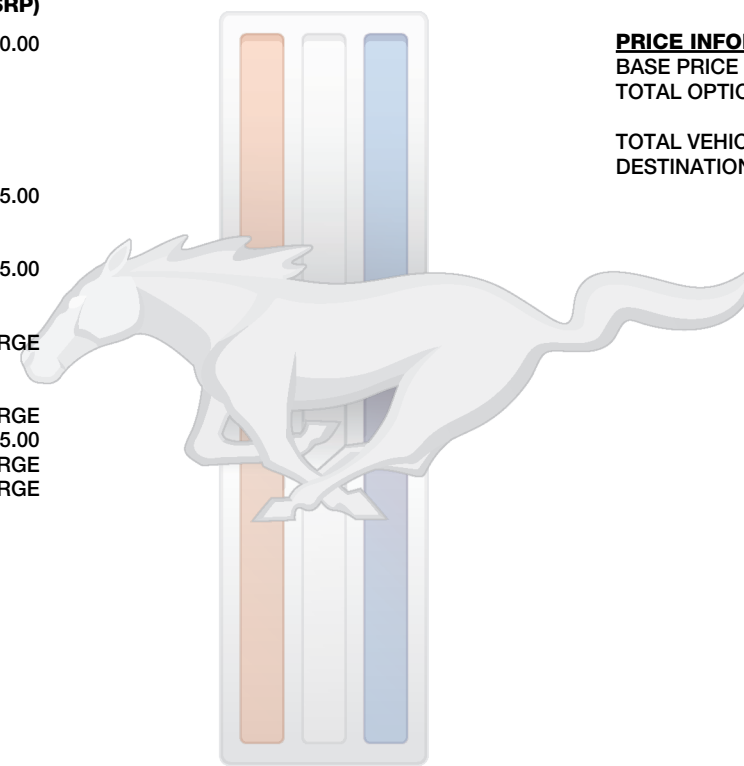 SRP)
0.00
5.00
5.00
RGE
RGE
5.00
RGE
RGE
PRICE INFO
BASE PRICE
TOTAL OPTIO
TOTAL VEHIC
DESTINATION